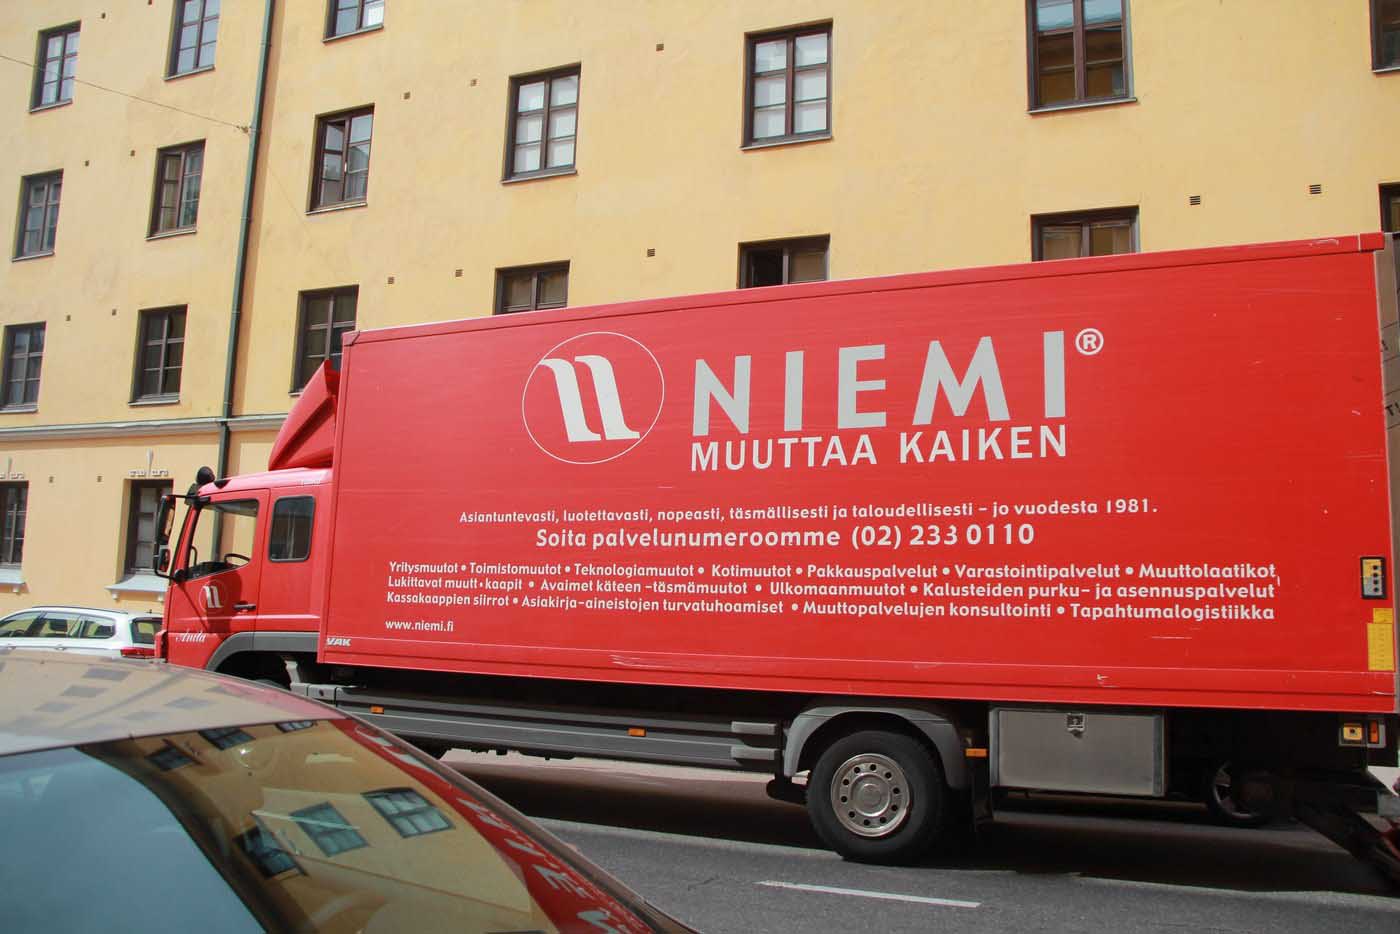 NIEMI®
MUUTTAA KAIKEN
Asiantuntevasti, luotettavasti, nopeasti, täsmällisesti ja taloudellisesti – jo vuodesta 1981.
Soita palvelunumeroomme (02) 233 0110
Yritysmuutot • Toimistomuutot • Teknologiamuutot • Kotimuutot • Pakkauspalvelut • Varastointipalvelut • Muuttolaatikot
Lukittavat muutt•kaapit • Avaimet käteen –täsmämuutot • Ulkomaanmuutot • Kalusteiden purku– ja asennuspalvelut
Kassakaappien siirrot • Asiakirja–aineistojen turvatuhoamiset • Muuttopalvelujen konsultointi • Tapahtumalogistiikka
www.niemi.fi
VAK